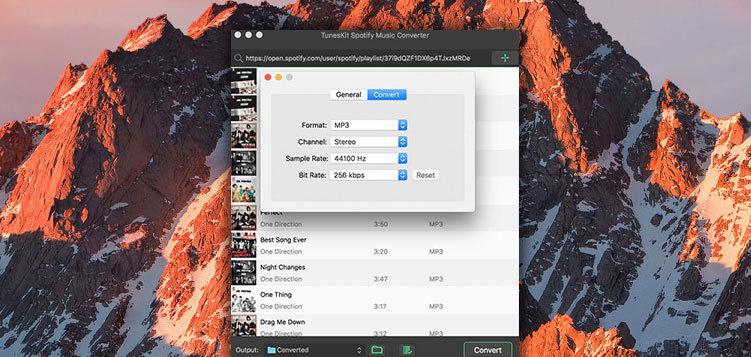 TunesKit Spotify Music Converter
https://open.spotify.com/user/spotify/playlist/37i9dQZF1DX6p4TJxzMRDe
General Convert
Format: MP3
Channel: Stereo
Sample Rate: 44100 Hz
Bit Rate: 256 kbps Reset
Perfect
One Direction 3:50 MP3
Best Song Ever
One Direction 3:20 MP3
Night Changes
One Direction 3:47 MP3
One Thing
One Direction 3:17 MP3
Drag Me Down
One Direction 3:12 MP3
Output: Converted Convert